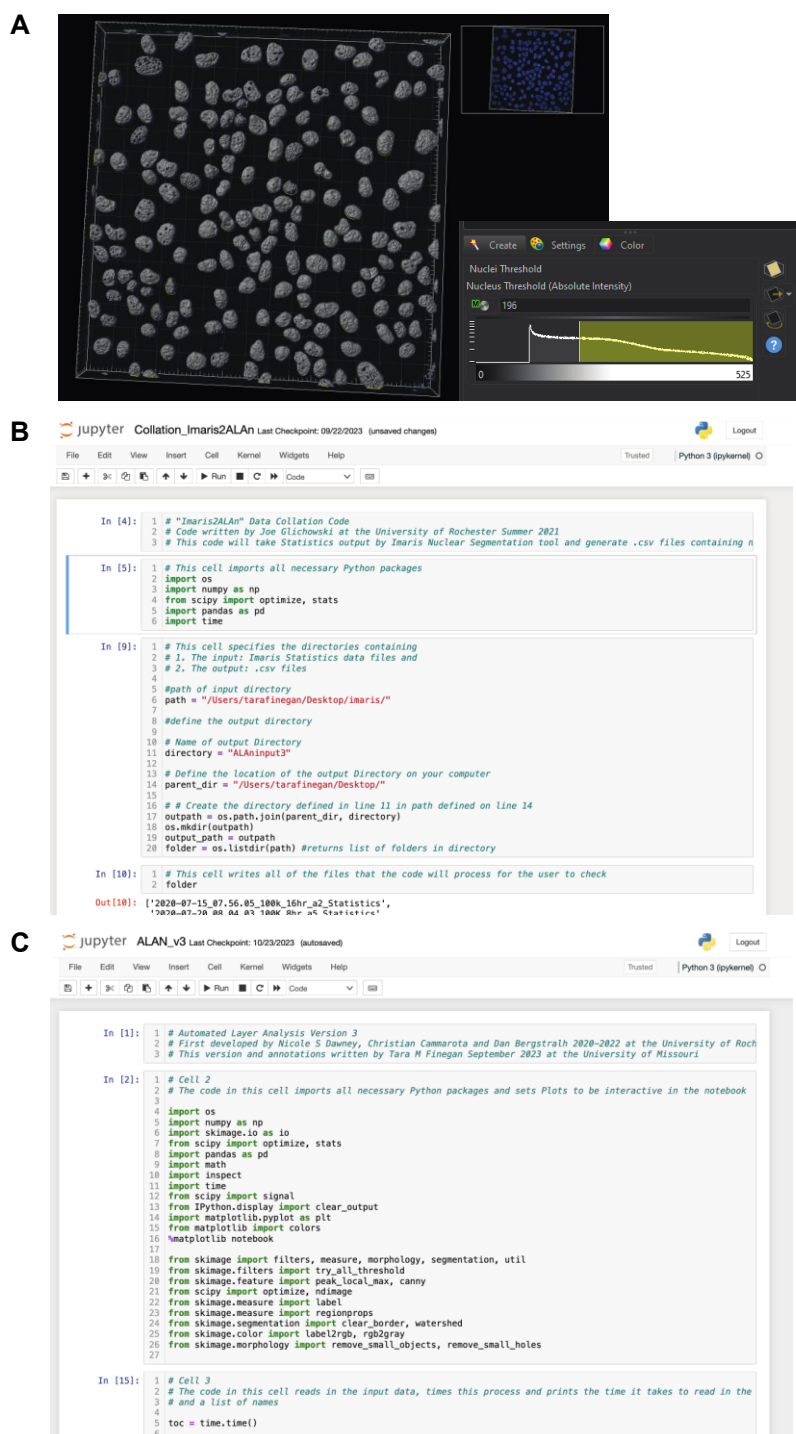 A
Create Settings Color
Nuclei Threshold
Nucleus Threshold (Absolute Intensity)
196
0 525
B
jupyter Collation_Imaris2ALAn Last Checkpoint: 09/22/2023 (unsaved changes)
Logout
File Edit View Insert Cell Kernel Widgets Help
Trusted Python 3 (ipykernel)
Run Code
In [4]:
1 # "Imaris2ALAn" Data Collation Code
2 # Code written by Joe Glichowski at the University of Rochester Summer 2021
3 # This code will take Statistics output by Imaris Nuclear Segmentation tool and generate .csv files containing n
In [5]:
1 # This cell imports all necessary Python packages
2 import os
3 import numpy as np
4 from scipy import optimize, stats
5 import pandas as pd
6 import time
In [9]:
1 # This cell specifies the directories containing
2 # 1. The input: Imaris Statistics data files and
3 # 2. The output: .csv files
4
5 #path of input directory
6 path = "/Users/tarafinegan/Desktop/imaris/"
7
8 #define the output directory
9
10 # Name of output Directory
11 directory = "ALAninput3"
12
13 # Define the location of the output Directory on your computer
14 parent_dir = "/Users/tarafinegan/Desktop/"
15
16 # # Create the directory defined in line 11 in path defined on line 14
17 outpath = os.path.join(parent_dir, directory)
18 os.mkdir(outpath)
19 output_path = outpath
20 folder = os.listdir(path) #returns list of folders in directory
In [10]:
1 # This cell writes all of the files that the code will process for the user to check
2 folder
Out[10]: ['2020-07-15_07.56.05_100k_16hr_a2_Statistics',
'2020-07-20_08.04.03_100K_8hr_a5_Statistics'
C
jupyter ALAN_v3 Last Checkpoint: 10/23/2023 (autosaved)
Logout
File Edit View Insert Cell Kernel Widgets Help
Trusted Python 3 (ipykernel)
Run Code
In [1]:
1 # Automated Layer Analysis Version 3
2 # First developed by Nicole S Dawney, Christian Cammarota and Dan Bergstralh 2020-2022 at the University of Roch
3 # This version and annotations written by Tara M Finegan September 2023 at the University of Missouri
In [2]:
1 # Cell 2
2 # The code in this cell imports all necessary Python packages and sets Plots to be interactive in the notebook
3
4 import os
5 import numpy as np
6 import skimage.io as io
7 from scipy import optimize, stats
8 import pandas as pd
9 import math
10 import inspect
11 import time
12 from scipy import signal
13 from IPython.display import clear_output
14 import matplotlib.pyplot as plt
15 from matplotlib import colors
16 %matplotlib notebook
17
18 from skimage import filters, measure, morphology, segmentation, util
19 from skimage.filters import try_all_threshold
20 from skimage.feature import peak_local_max, canny
21 from scipy import optimize, ndimage
22 from skimage.measure import label
23 from skimage.measure import regionprops
24 from skimage.segmentation import clear_border, watershed
25 from skimage.color import label2rgb, rgb2gray
26 from skimage.morphology import remove_small_objects, remove_small_holes
27
In [15]:
1 # Cell 3
2 # The code in this cell reads in the input data, times this process and prints the time it takes to read in the
3 # and a list of names
4
5 toc = time.time()
6